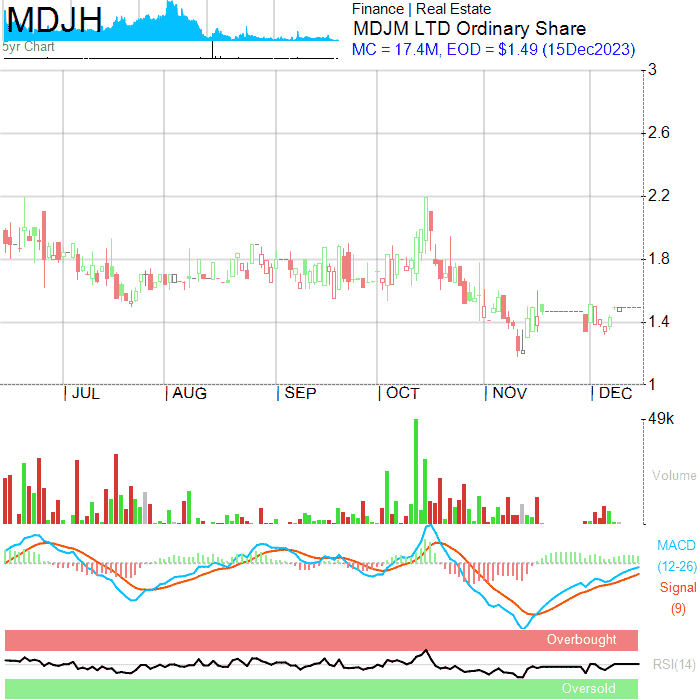 MDJH
5yr Chart
Finance | Real Estate
MDJM LTD Ordinary Share
MC = 17.4M, EOD = $1.49 (15Dec2023)
3
2.6
2.2
1.8
1.4
1
| JUL | AUG | SEP | OCT | NOV | DEC
49k
Volume
MACD
(12-26)
Signal
(9)
Overbought
RSI(14)
Oversold